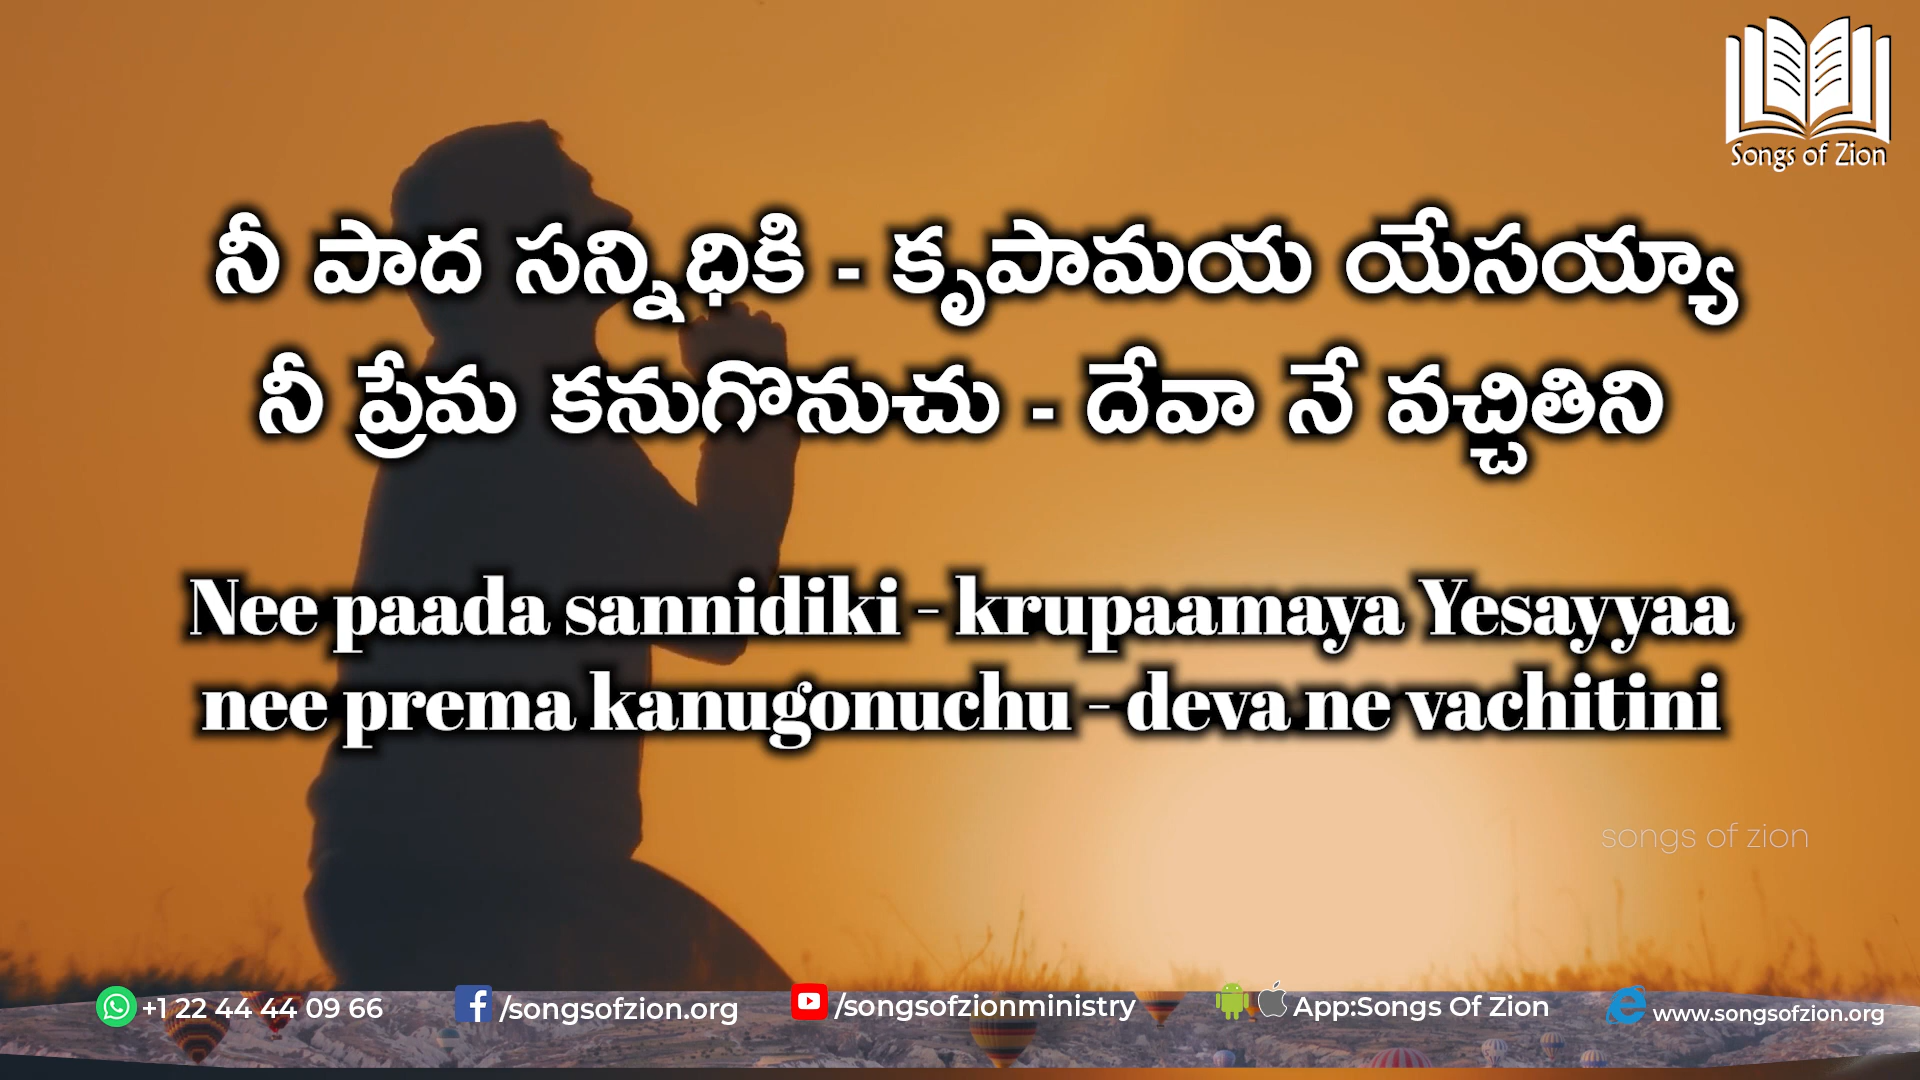 Songs of Zion
నీ పాద సన్నిధికి - కృపామయ యేసయ్యా
నీ ప్రేమ కనుగొనుచు - దేవా నే వచ్చితిని
Nee paada sannidiki - krupaamaya Yesayyaa
nee prema kanugonuchu - deva ne vachitini
songs of zion
+1 22 44 44 09 66 /songsofzion.org /songsofzionministry App:Songs Of Zion www.songsofzion.org